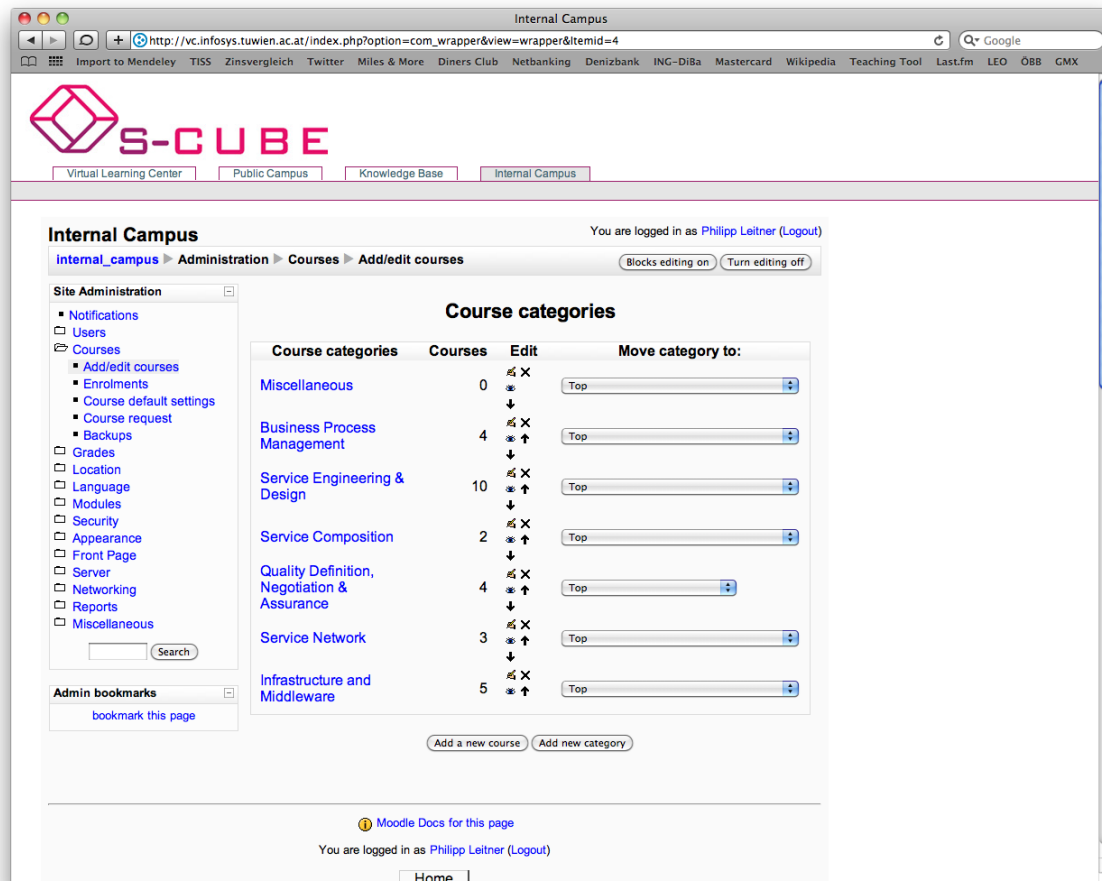 Internal Campus
http://vc.infosys.tuwien.ac.at/index.php?option=com_wrapper&view=wrapper&Itemid=4
Google
Import to Mendeley TISS Zinsvergleich Twitter Miles & More Diners Club Netbanking Denizbank ING-DiBa Mastercard Wikipedia Teaching Tool Last.fm LEO ÖBB GMX
S-CUBE
Virtual Learning Center Public Campus Knowledge Base Internal Campus
Internal Campus
You are logged in as Philipp Leitner (Logout)
internal_campus ▶ Administration ▶ Courses ▶ Add/edit courses
Blocks editing on Turn editing off
Site Administration
Notifications
Users
Courses
Add/edit courses
Enrolments
Course default settings
Course request
Backups
Grades
Location
Language
Modules
Security
Appearance
Front Page
Server
Networking
Reports
Miscellaneous
Search
Admin bookmarks
bookmark this page
Course categories
Course categories Courses Edit Move category to:
Miscellaneous 0 Top
Business Process
Management 4 Top
Service Engineering &
Design 10 Top
Service Composition 2 Top
Quality Definition,
Negotiation & 4 Top
Assurance
Service Network 3 Top
Infrastructure and
Middleware 5 Top
Add a new course Add new category
Moodle Docs for this page
You are logged in as Philipp Leitner (Logout)
Home